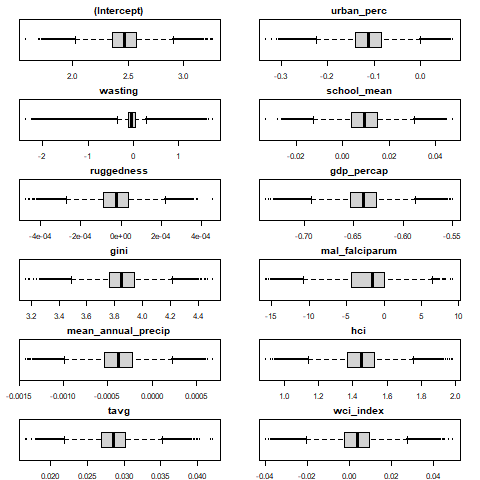 (Intercept)
2.0 2.5 3.0
urban_perc
-0.3 -0.2 -0.1 0.0
wasting
-2 -1 0 1
school_mean
-0.02 0.00 0.02 0.04
ruggedness
-4e-04 -2e-04 0e+00 2e-04 4e-04
gdp_percap
-0.70 -0.65 -0.60 -0.55
gini
3.2 3.4 3.6 3.8 4.0 4.2 4.4
mal_falciparum
-15 -10 -5 0 5 10
mean_annual_precip
-0.0015 -0.0010 -0.0005 0.0000 0.0005
hci
1.0 1.2 1.4 1.6 1.8 2.0
tavg
0.020 0.025 0.030 0.035 0.040
wci_index
-0.04 -0.02 0.00 0.02 0.04